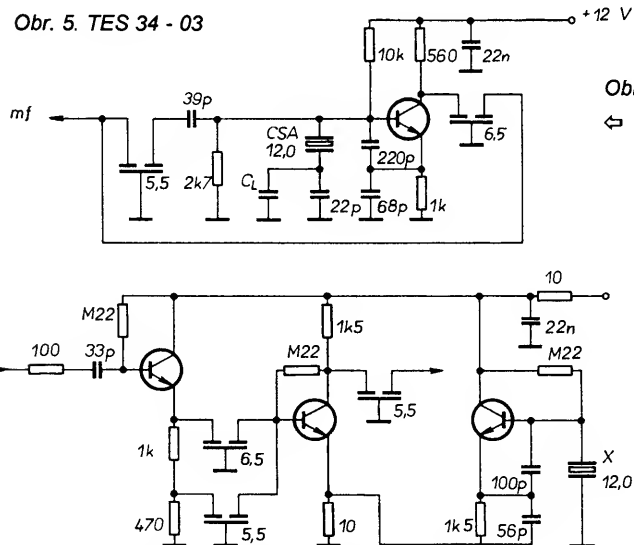 Obr. 5. TES 34 - 03
+12 V
10k
560
22n
Ob
mf
39p
CSA
12,0
220p
6,5
5,5
2k7
CL
22p
68p
1k
10
M22
1k5
22n
100
33p
M22
M22
5,5
1k
6,5
X
12,0
100p
470
5,5
10
1k5
56p